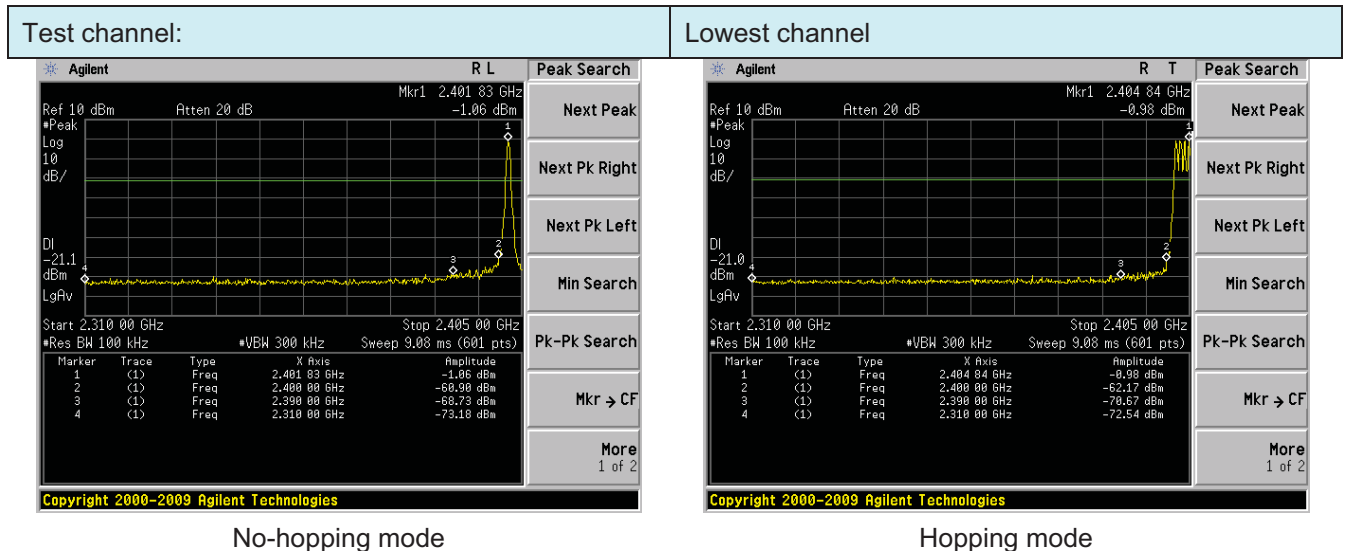 Test channel:
Lowest channel
Agilent R L Peak Search
Mkr1 2.401 83 GHz
Ref 10 dBm Atten 20 dB -1.06 dBm
#Peak
Log
10
dB/
DI
-21.1
dBm
LgAv
1
2
3
4
Start 2.310 00 GHz Stop 2.405 00 GHz
#Res BW 100 kHz #VBW 300 kHz Sweep 9.08 ms (601 pts)
Marker Trace Type X Axis Amplitude
1 (1) Freq 2.401 83 GHz -1.06 dBm
2 (1) Freq 2.400 00 GHz -60.90 dBm
3 (1) Freq 2.390 00 GHz -68.73 dBm
4 (1) Freq 2.310 00 GHz -73.18 dBm
Next Peak
Next Pk Right
Next Pk Left
Min Search
Pk-Pk Search
Mkr → CF
More
1 of 2
Copyright 2000-2009 Agilent Technologies
No-hopping mode
Agilent R T Peak Search
Mkr1 2.404 84 GHz
Ref 10 dBm Atten 20 dB -0.98 dBm
#Peak
Log
10
dB/
DI
-21.0
dBm
LgAv
1
2
3
4
Start 2.310 00 GHz Stop 2.405 00 GHz
#Res BW 100 kHz #VBW 300 kHz Sweep 9.08 ms (601 pts)
Marker Trace Type X Axis Amplitude
1 (1) Freq 2.404 84 GHz -0.98 dBm
2 (1) Freq 2.400 00 GHz -62.17 dBm
3 (1) Freq 2.390 00 GHz -70.67 dBm
4 (1) Freq 2.310 00 GHz -72.54 dBm
Next Peak
Next Pk Right
Next Pk Left
Min Search
Pk-Pk Search
Mkr → CF
More
1 of 2
Copyright 2000-2009 Agilent Technologies
Hopping mode